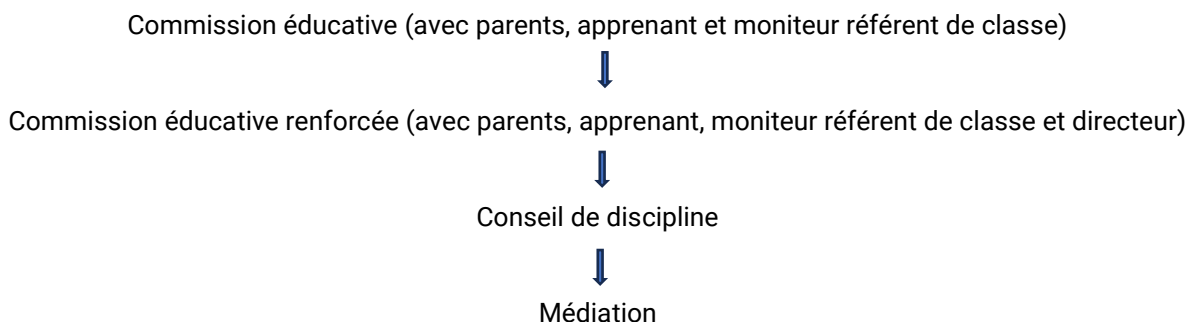 Commission éducative (avec parents, apprenant et moniteur référent de classe)
Commission éducative renforcée (avec parents, apprenant, moniteur référent de classe et directeur)
Conseil de discipline
Médiation